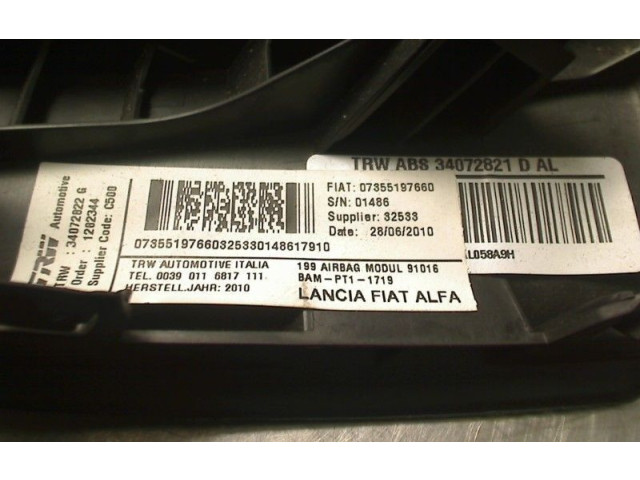 TRW Automotive
TRW : 34072822 G
Order : 1282344
Supplier Code: C500
FIAT: 07355197660
S/N: 01486
Supplier: 32533
Date: 28/06/2010
07355197660325330148617910
TRW AUTOMOTIVE ITALIA
TEL. 0039 011 6817 111
HERSTELL.JAHR: 2010
199 AIRBAG MODUL 91016
BAM-PT1-1719
LANCIA FIAT ALFA
TRW ABS 34072821 D AL
L058A9H